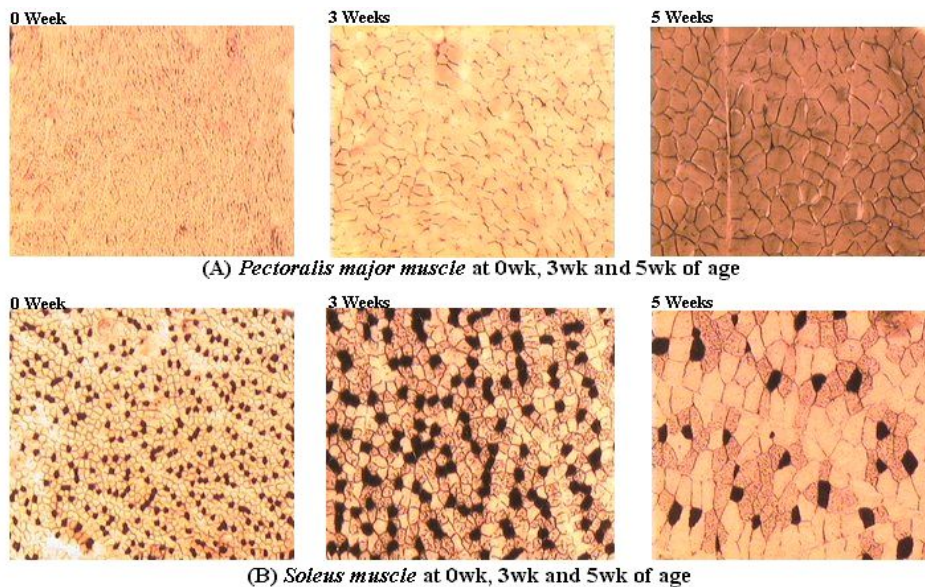 0 Week 3 Weeks 5 Weeks
(A) Pectoralis major muscle at 0wk, 3wk and 5wk of age
0 Week 3 Weeks 5 Weeks
(B) Soleus muscle at 0wk, 3wk and 5wk of age